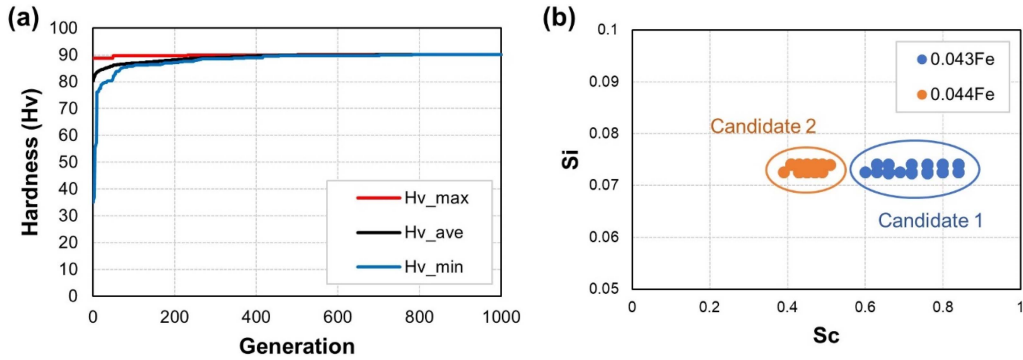 (a)
100
90
80
70
60
50
40
30
20
10
0
Hardness (Hv)
Hv_max
Hv_ave
Hv_min
0 200 400 600 800 1000
Generation
(b)
0.1
0.09
0.08
0.07
0.06
0.05
Si
0.043Fe
0.044Fe
Candidate 2
Candidate 1
0 0.2 0.4 0.6 0.8 1
Sc